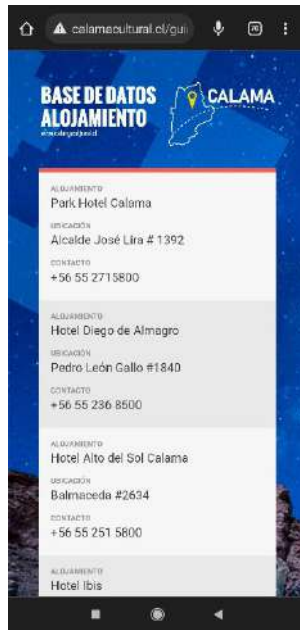 calamacultural.cl/gui
BASE DE DATOS
ALOJAMIENTO
CALAMA
ALOJAMIENTO
Park Hotel Calama
UBICACIÓN
Alcalde José Lira # 1392
CONTACTO
+56 55 2715800
ALOJAMIENTO
Hotel Diego de Almagro
UBICACIÓN
Pedro León Gallo #1840
CONTACTO
+56 55 236 8500
ALOJAMIENTO
Hotel Alto del Sol Calama
UBICACIÓN
Balmaceda #2634
CONTACTO
+56 55 251 5800
ALOJAMIENTO
Hotel Ibis